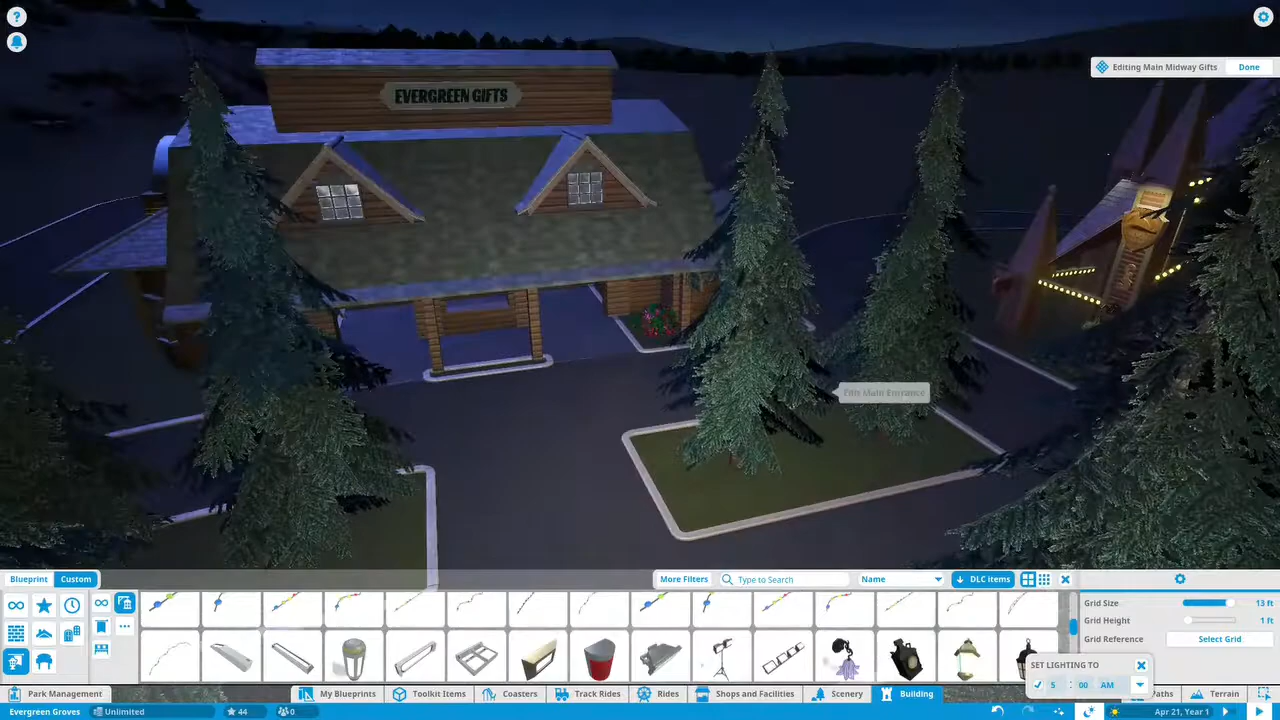 ?
Editing Main Midway Gifts Done
EVERGREEN GIFTS
Edit Main Entrance
Blueprint Custom More Filters Type to Search Name DLC items
Grid Size 13 ft
Grid Height 1 ft
Grid Reference Select Grid
SET LIGHTING TO
5 : 00 AM
Park Management My Blueprints Toolkit Items Coasters Track Rides Rides Shops and Facilities Scenery Building Paths Terrain
Evergreen Groves Unlimited 44 0 Apr 21, Year 1